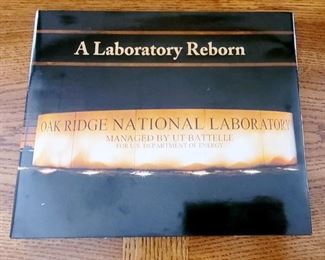 A Laboratory Reborn
OAK RIDGE NATIONAL LABORATORY
MANAGED BY UT-BATTELLE
FOR U.S. DEPARTMENT OF ENERGY